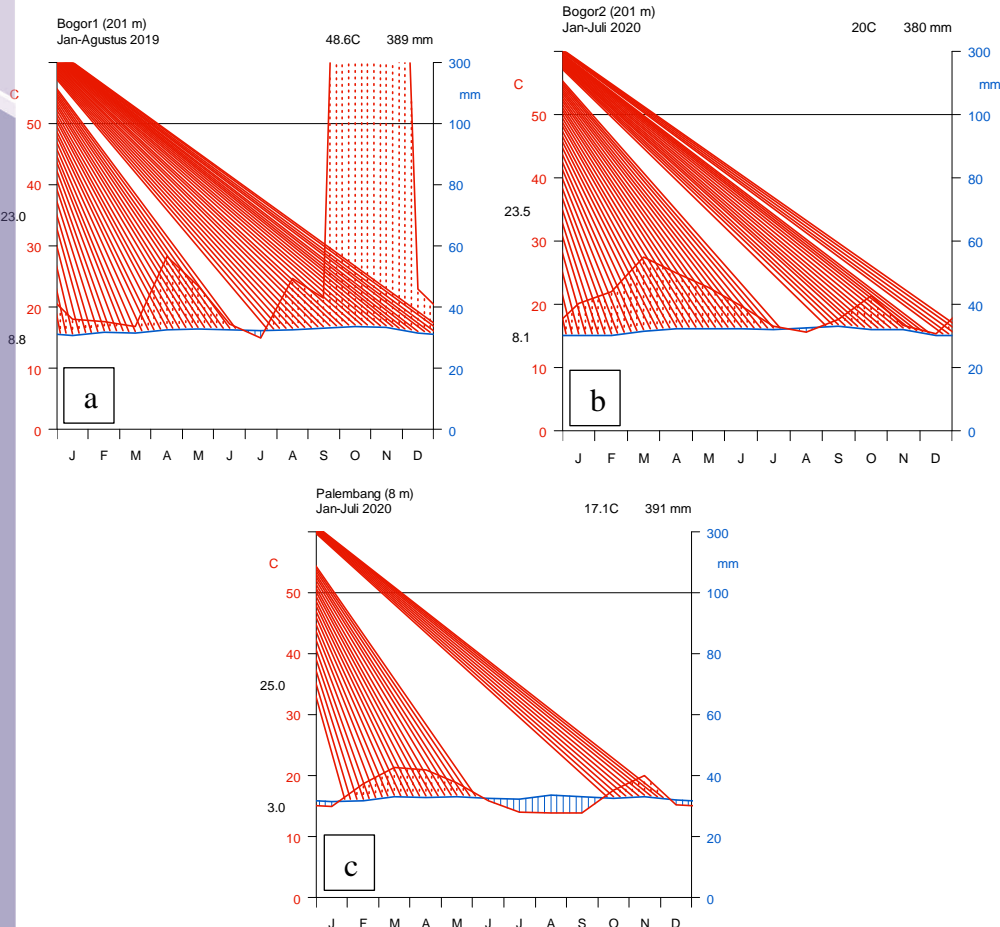 Bogor1 (201 m)
Jan-Agustus 2019 48.6C 389 mm
C mm
300
50 100
40 80
23.0
30 60
20 40
8.8
10 20
0 0
a
J F M A M J J A S O N D
Bogor2 (201 m)
Jan-Juli 2020 20C 380 mm
C mm
300
50 100
40 80
23.5
30 60
20 40
8.1
10 20
0 0
b
J F M A M J J A S O N D
Palembang (8 m)
Jan-Juli 2020 17.1C 391 mm
300
C mm
50 100
40 80
25.0
30 60
20 40
3.0
10 20
0 0
c
J F M A M J J A S O N D